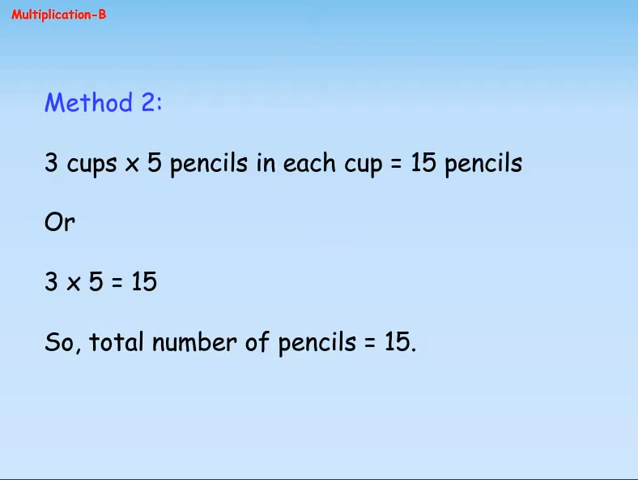 Multiplication-B
Method 2:
3 cups x 5 pencils in each cup = 15 pencils
Or
3 x 5 = 15
So, total number of pencils = 15.